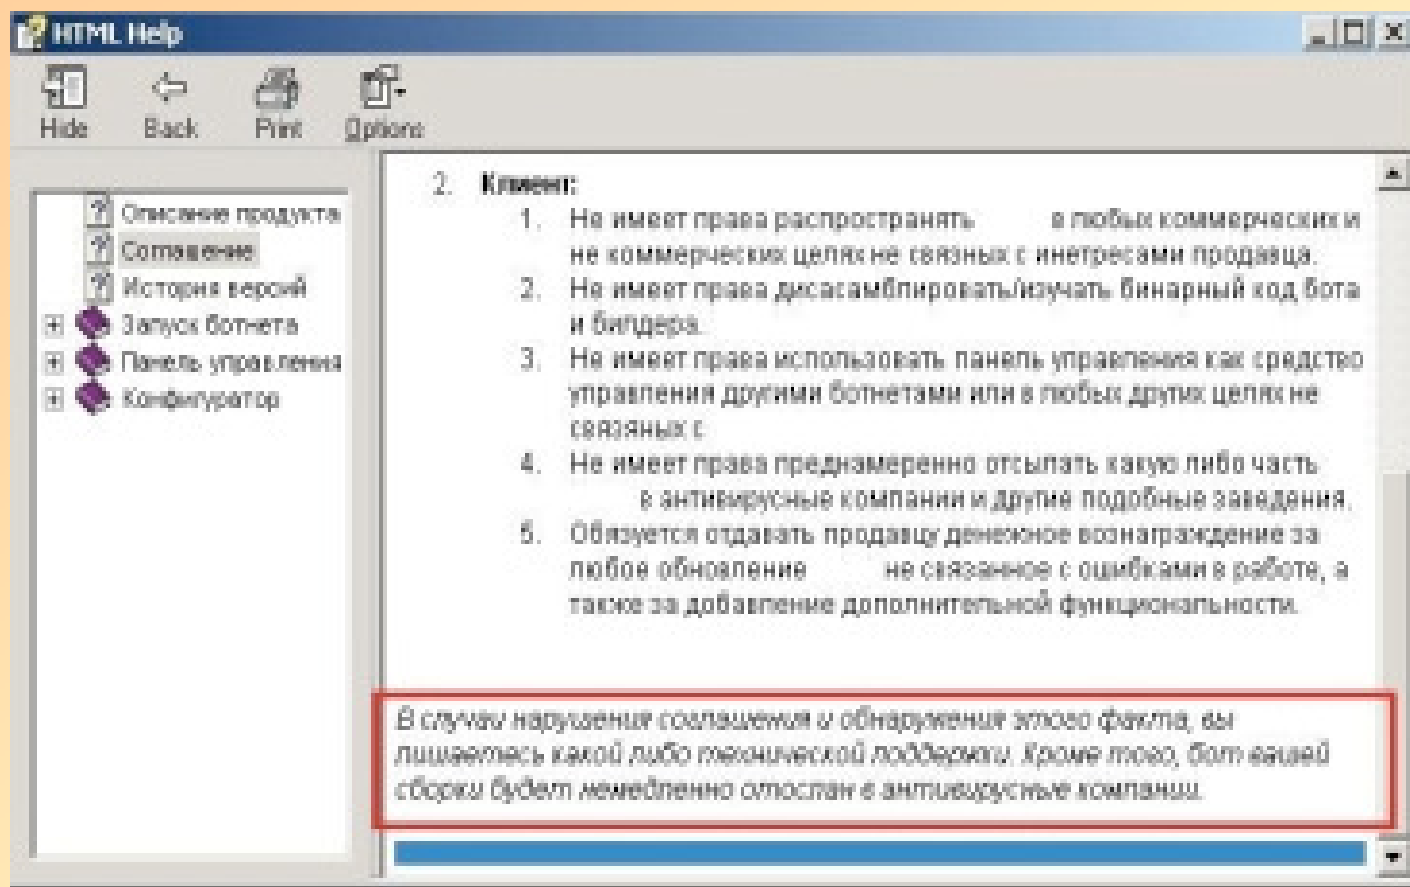 HTML Help
Hide Back Print Options
Описание продукта
Соглашение
История версий
Запуск ботнета
Панель управления
Конфигуратор
2. Клиент:
1. Не имеет права распространять в любых коммерческих и
не коммерческих целях не связных с инетресами продавца.
2. Не имеет права дисасамблировать/изучать бинарный код бота
и билдера.
3. Не имеет права использовать панель управления как средство
управления другими ботнетами или в любых других целях не
связяных с
4. Не имеет права преднамеренно отсылать какую либо часть
в антивирусные компании и другие подобные заведения.
5. Обязуется отдавать продавцу денежное вознаграждение за
любое обновление не связанное с ошибками в работе, а
также за добавление дополнительной функциональности.
В случаи нарушения соглашения и обнаружения этого факта, вы
лишаетесь какой либо технической поддержки. Кроме того, бот вашей
сборки будет немедленно отослан в антивирусные компании.